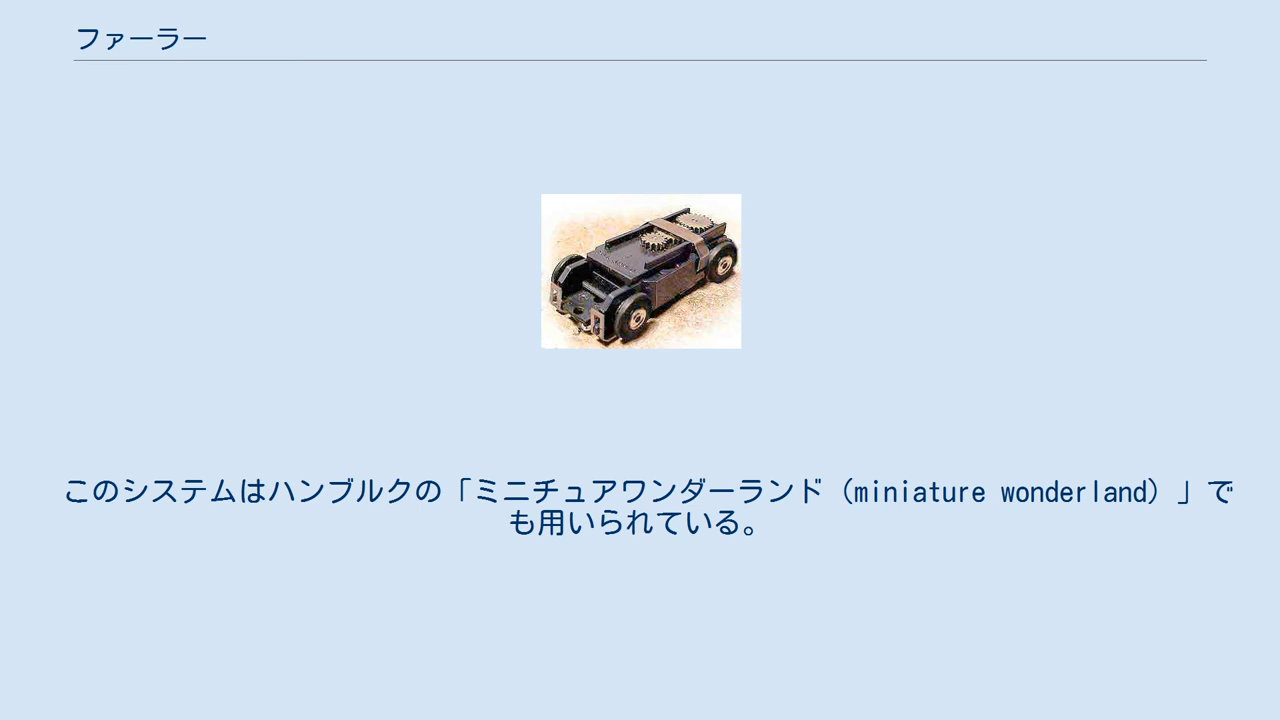 ファーラー
このシステムはハンブルクの「ミニチュアワンダーランド（miniature wonderland）」で
も用いられている。